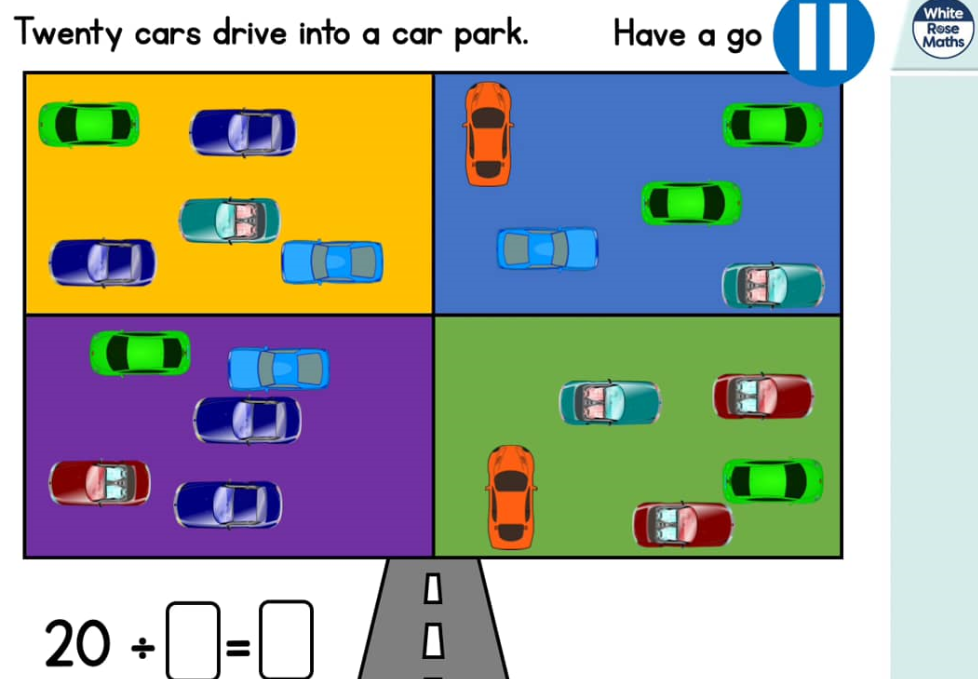 Twenty cars drive into a car park.
Have a go
White
Rose
Maths
20 ÷ =